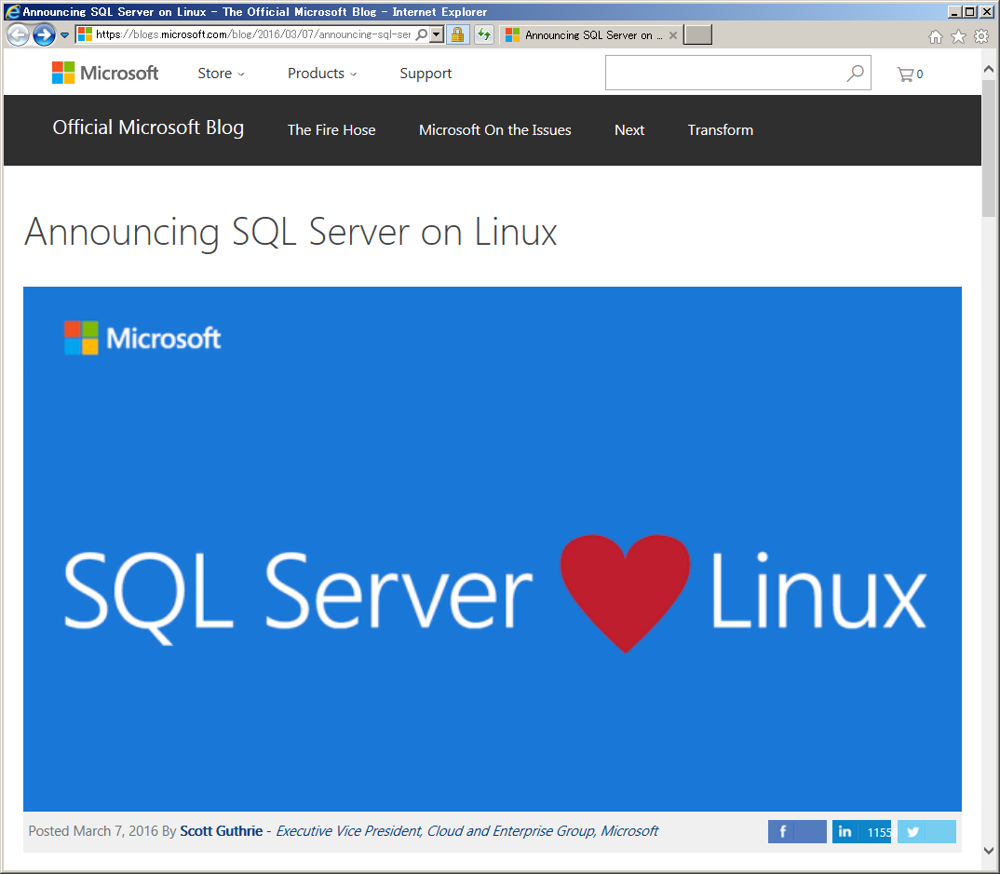 Announcing SQL Server on Linux - The Official Microsoft Blog - Internet Explorer
https://blogs.microsoft.com/blog/2016/03/07/announcing-sql-ser
Announcing SQL Server on ...
Microsoft Store Products Support 0
Official Microsoft Blog The Fire Hose Microsoft On the Issues Next Transform
Announcing SQL Server on Linux
Microsoft
SQL Server Linux
Posted March 7, 2016 By Scott Guthrie - Executive Vice President, Cloud and Enterprise Group, Microsoft
f in 1155